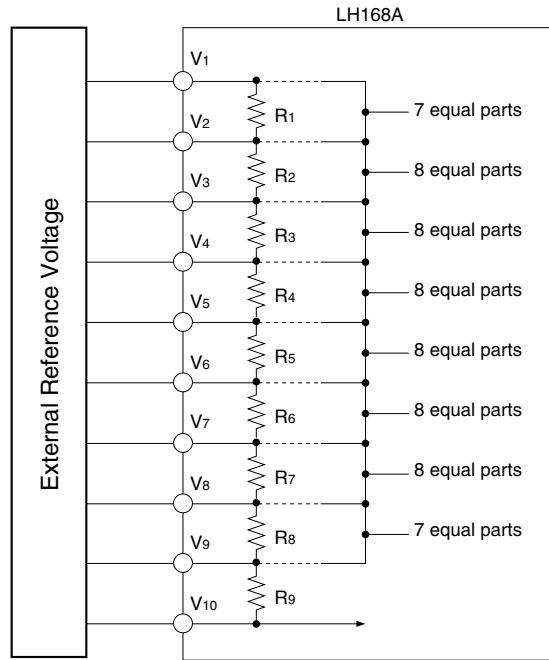 LH168A
External Reference Voltage
V1
R1
7 equal parts
V2
R2
8 equal parts
V3
R3
8 equal parts
V4
R4
8 equal parts
V5
R5
8 equal parts
V6
R6
8 equal parts
V7
R7
8 equal parts
V8
R8
7 equal parts
V9
R9
V10